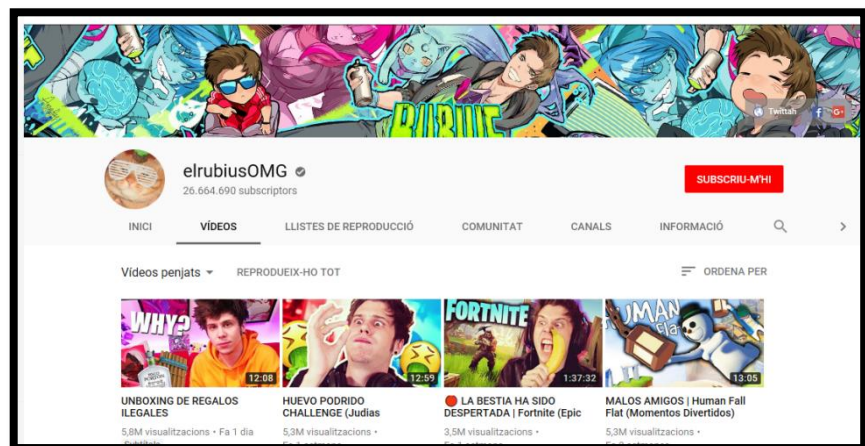 RUBIUS
Twittah
elrubiusOMG
26.664.690 subscriptors
SUBSCRIU-M'HI
INICI
VÍDEOS
LLISTES DE REPRODUCCIÓ
COMUNITAT
CANALS
INFORMACIÓ
Vídeos penjats
REPRODUEIX-HO TOT
ORDENA PER
WHY?
12:08
12:59
FORTNITE
1:37:32
HUMAN
13:05
UNBOXING DE REGALOS
ILEGALES
5,8M visualitzacions • Fa 1 dia
HUEVO PODRIDO
CHALLENGE (Judias
5,3M visualitzacions •
LA BESTIA HA SIDO
DESPERTADA | Fortnite (Epic
3,5M visualitzacions •
MALOS AMIGOS | Human Fall
Flat (Momentos Divertidos)
5,3M visualitzacions •